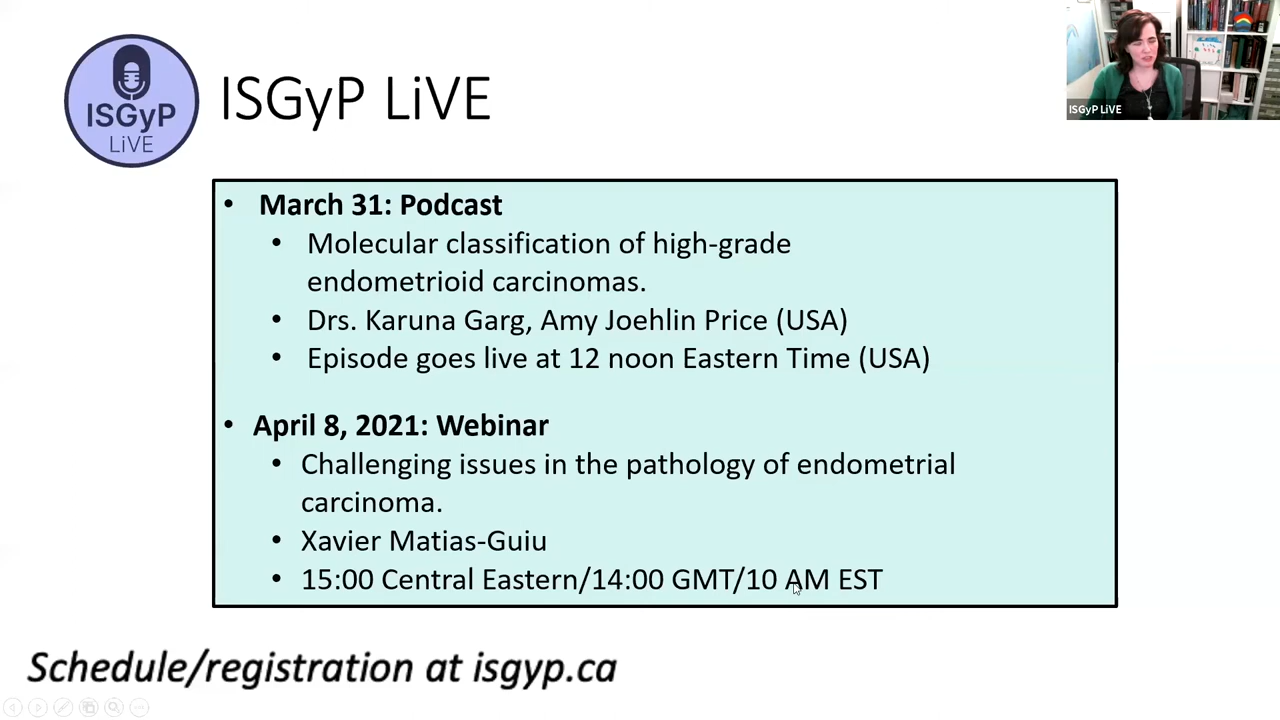 ISGyP
LiVE
ISGyP LiVE
ISGyP LiVE
• March 31: Podcast
• Molecular classification of high-grade
endometrioid carcinomas.
• Drs. Karuna Garg, Amy Joehlin Price (USA)
• Episode goes live at 12 noon Eastern Time (USA)
• April 8, 2021: Webinar
• Challenging issues in the pathology of endometrial
carcinoma.
• Xavier Matias-Guiu
• 15:00 Central Eastern/14:00 GMT/10 AM EST
Schedule/registration at isgyp.ca